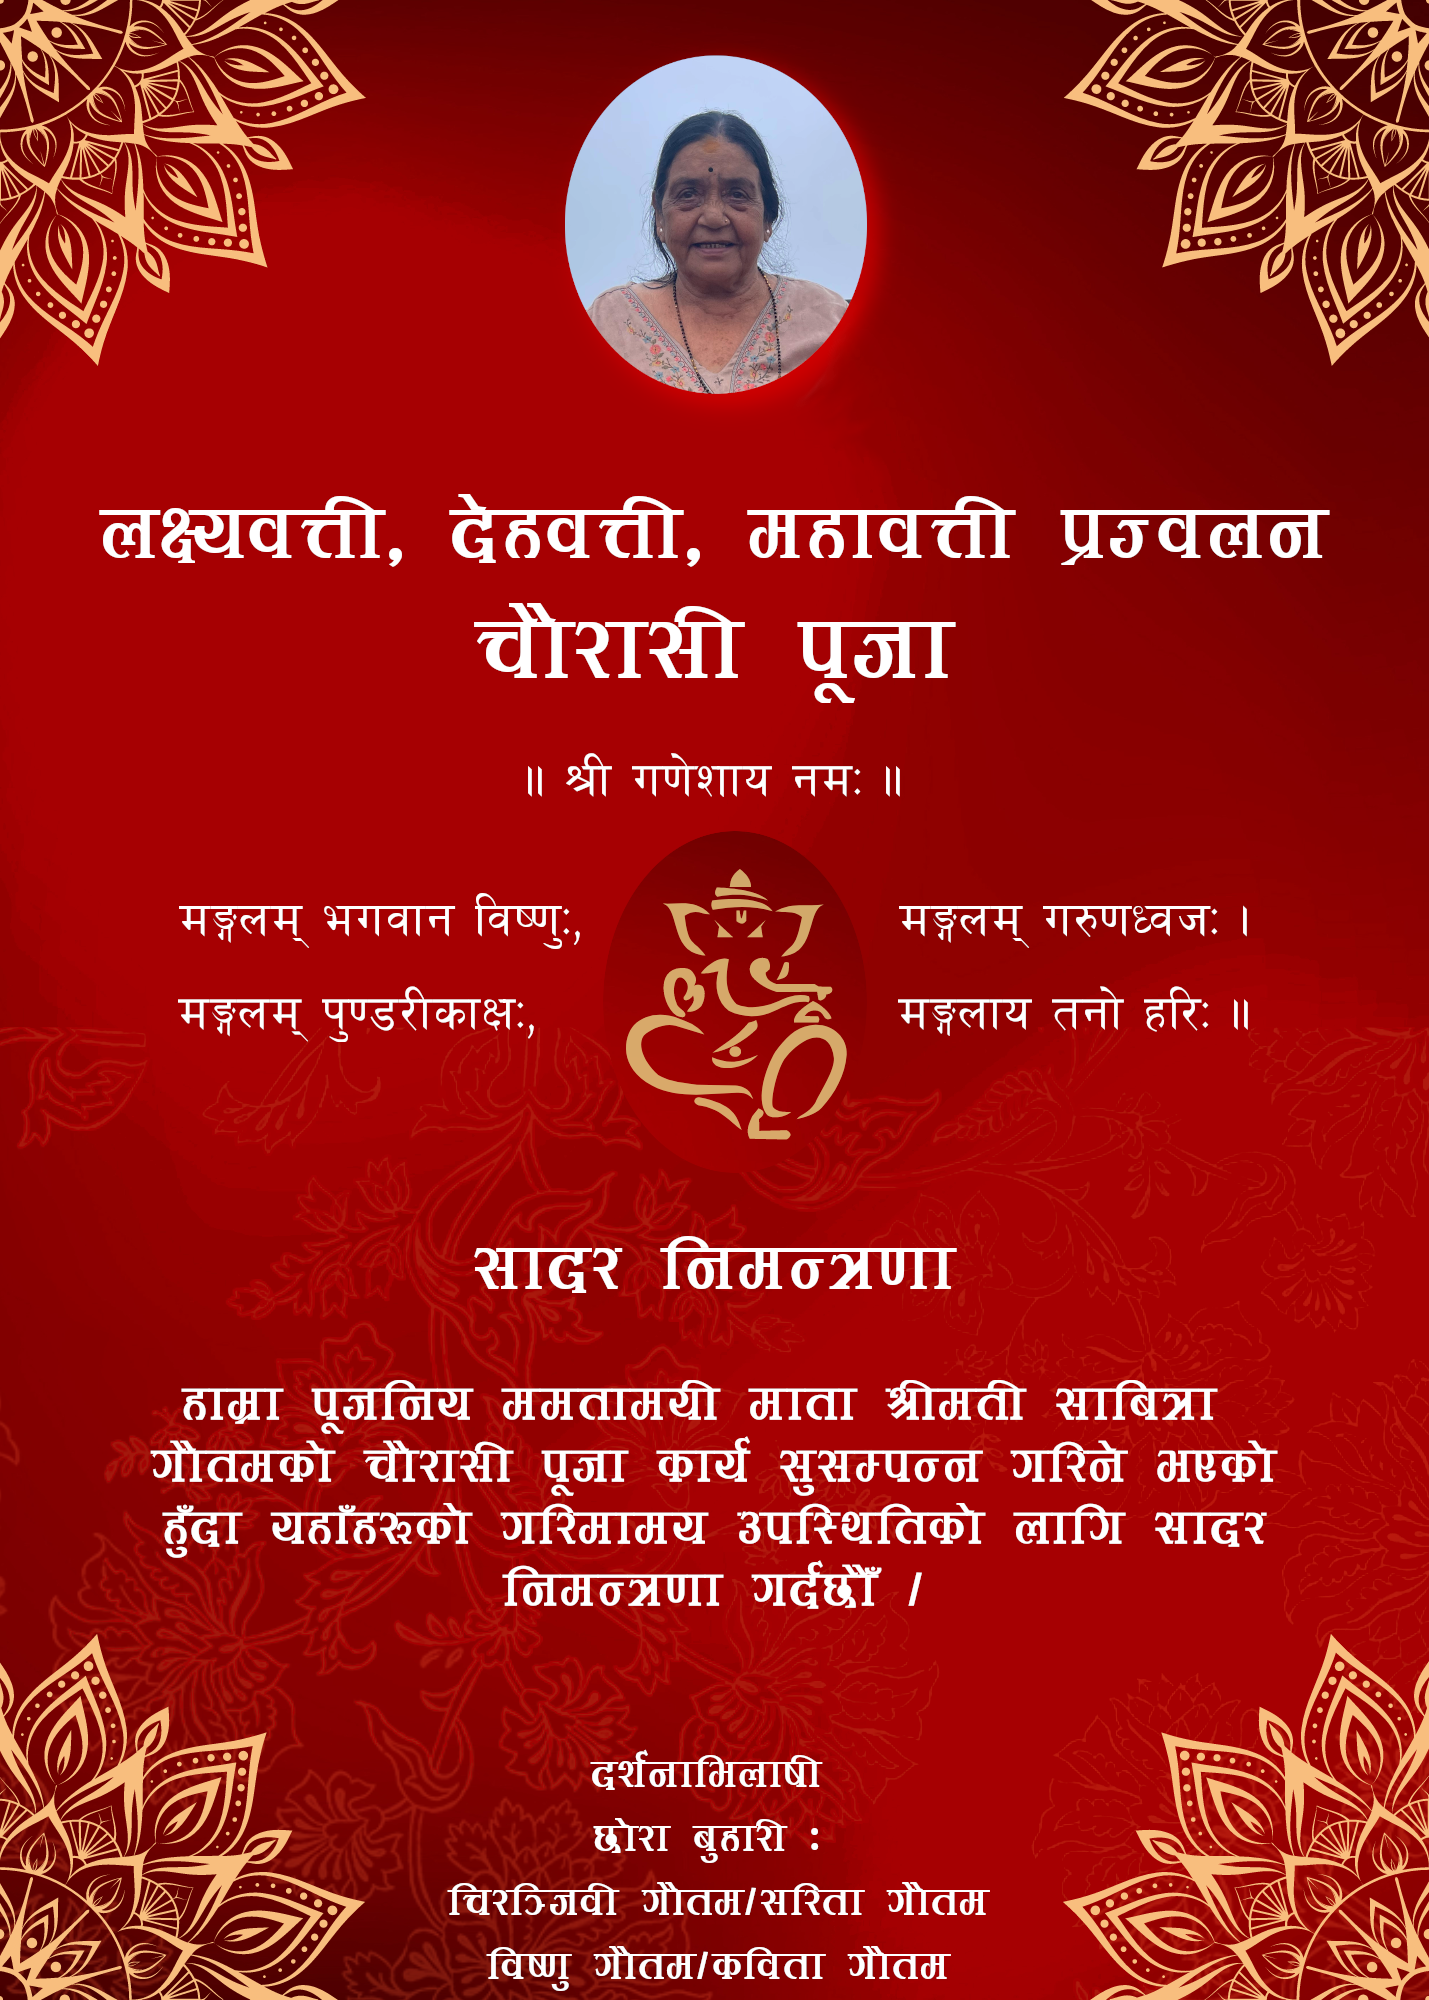 लक्ष्यवत्ती, देहवत्ती, महावत्ती प्रज्वलन
चौरासी पूजा
॥ श्री गणेशाय नमः ॥
मङ्गलम् भगवान विष्णुः, मङ्गलम् गरुणध्वजः ।
मङ्गलम् पुण्डरीकाक्षः, मङ्गलाय तनो हरिः ॥
सादर निमन्त्रणा
हाम्रा पूजनिय ममतामयी माता श्रीमती साबित्रा
गौतमको चौरासी पूजा कार्य सुसम्पन्न गरिने भएको
हुँदा यहाँहरुको गरिमामय उपस्थितिको लागि सादर
निमन्त्रणा गर्दछौँ /
दर्शनाभिलाषी
छोरा बुहारी :
चिरञ्जिवी गौतम/सरिता गौतम
विष्णु गौतम/कविता गौतम